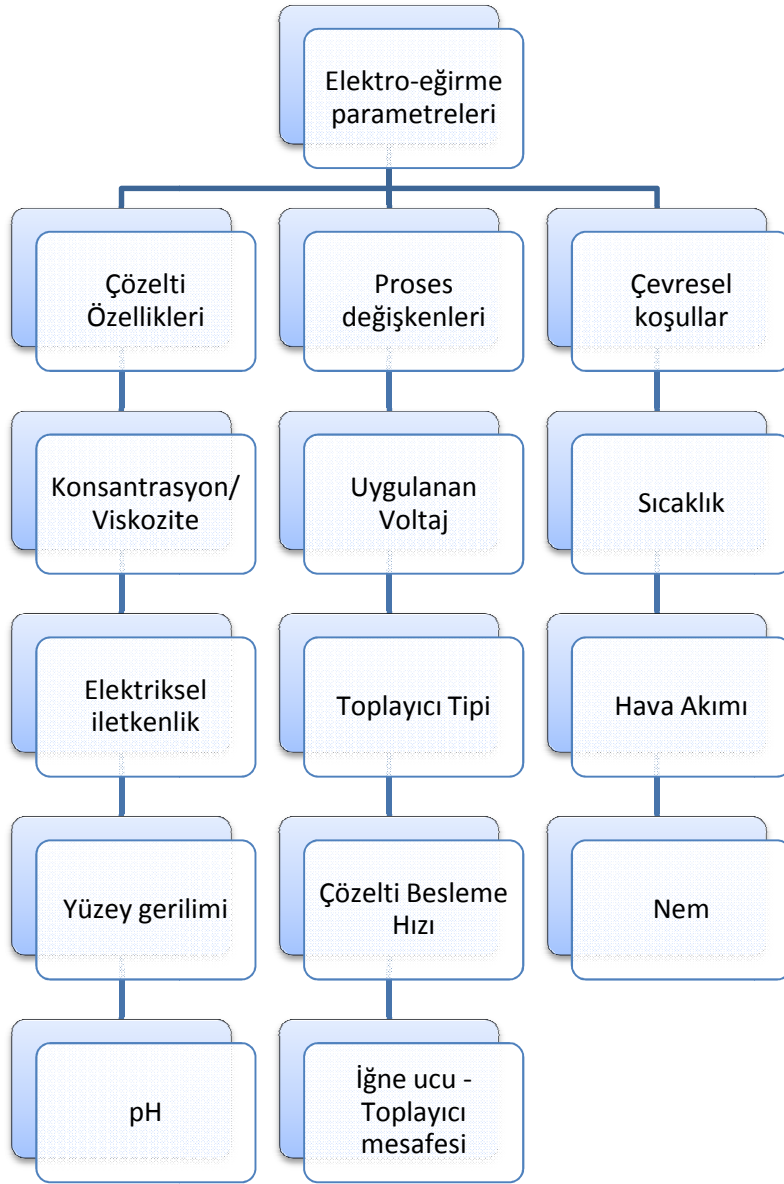 Elektro-eğirme
parametreleri
Çözelti
Özellikleri
Proses
değişkenleri
Çevresel
koşullar
Konsantrasyon/
Viskozite
Uygulanan
Voltaj
Sıcaklık
Elektriksel
iletkenlik
Toplayıcı Tipi
Hava Akımı
Yüzey gerilimi
Çözelti Besleme
Hızı
Nem
pH
İğne ucu -
Toplayıcı
mesafesi